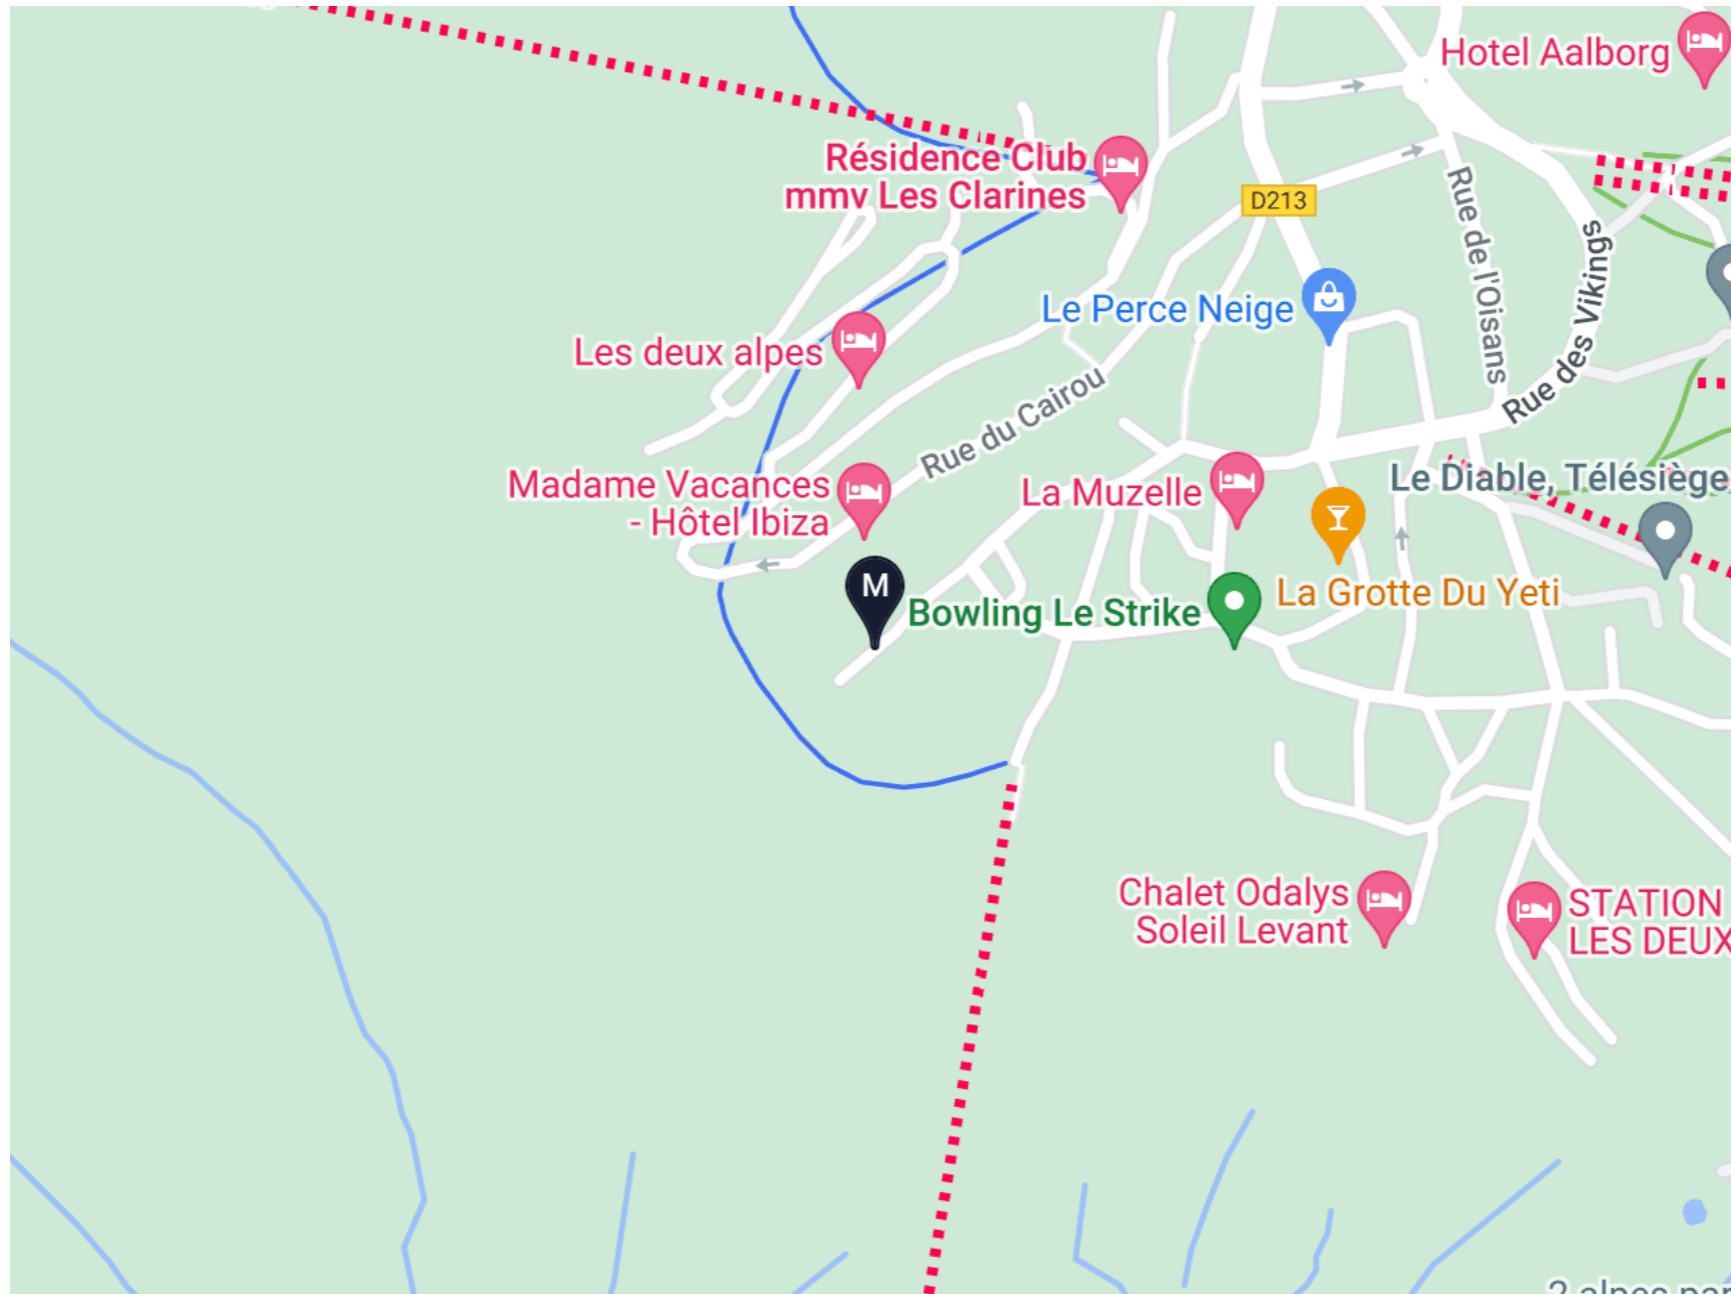 Hotel Aalborg
Résidence Club
mmv Les Clarines
D213
Rue de l'Oisans
Rue des Vikings
Le Perce Neige
Les deux alpes
Rue du Cairou
Madame Vacances
- Hôtel Ibiza
La Muzelle
Le Diable, Télésiège
M
Bowling Le Strike
La Grotte Du Yeti
Chalet Odalys
Soleil Levant
STATION
LES DEUX